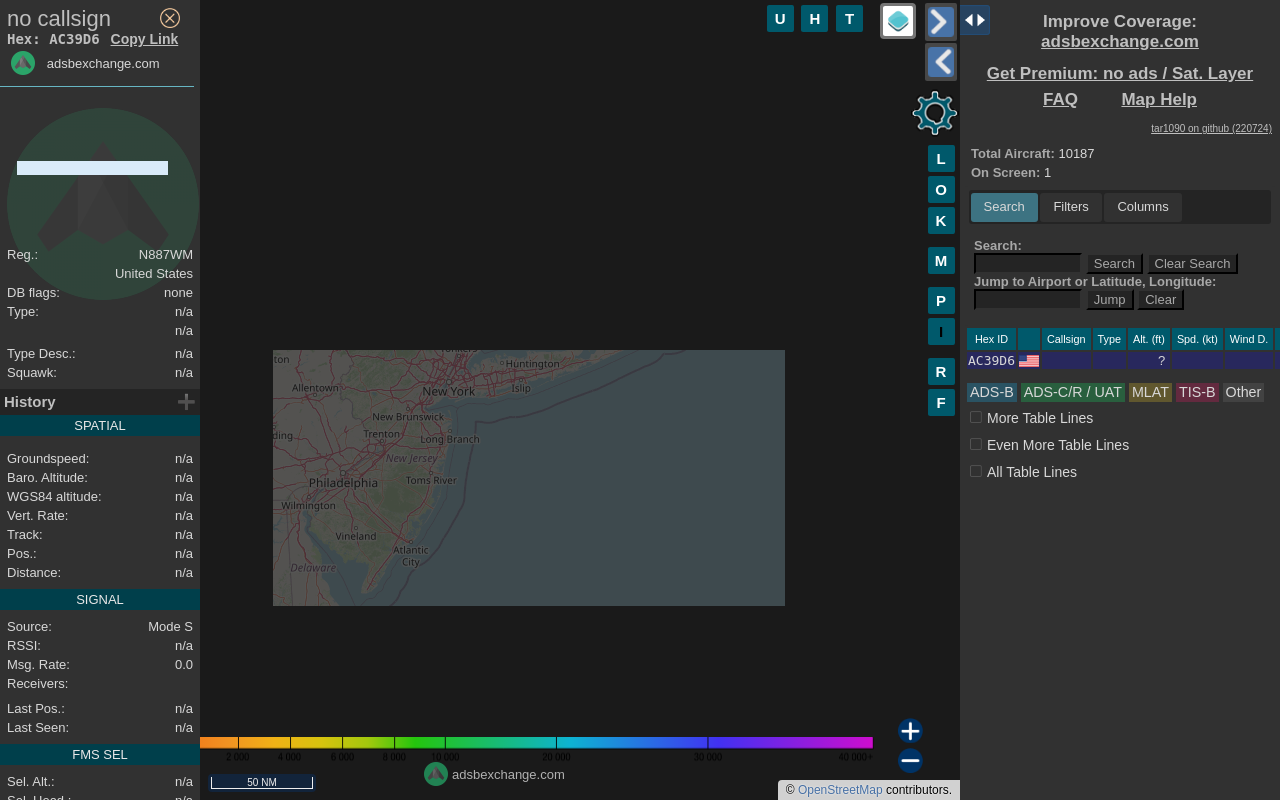 no callsign
Hex: AC39D6 Copy Link
adsbexchange.com
Reg.: N887WM
United States
DB flags: none
Type: n/a
n/a
Type Desc.: n/a
Squawk: n/a
History
SPATIAL
Groundspeed: n/a
Baro. Altitude: n/a
WGS84 altitude: n/a
Vert. Rate: n/a
Track: n/a
Pos.: n/a
Distance: n/a
SIGNAL
Source: Mode S
RSSI: n/a
Msg. Rate: 0.0
Receivers:
Last Pos.: n/a
Last Seen: n/a
FMS SEL
Sel. Alt.: n/a
Sel. Head.: n/a
U H T
L
O
K
M
P
I
R
F
ton
Huntington
Allentown
New York
Islip
New Brunswick
ding
Trenton
Long Branch
New Jersey
Philadelphia
Toms River
Wilmington
Vineland
Atlantic
City
Delaware
2 000 4 000 6 000 8 000 10 000 20 000 30 000 40 000+
50 NM
adsbexchange.com
© OpenStreetMap contributors.
Improve Coverage:
adsbexchange.com
Get Premium: no ads / Sat. Layer
FAQ Map Help
tar1090 on github (220724)
Total Aircraft: 10187
On Screen: 1
Search Filters Columns
Search:
Search Clear Search
Jump to Airport or Latitude, Longitude:
Jump Clear
Hex ID Callsign Type Alt. (ft) Spd. (kt) Wind D.
AC39D6 ?
ADS-B ADS-C/R / UAT MLAT TIS-B Other
More Table Lines
Even More Table Lines
All Table Lines